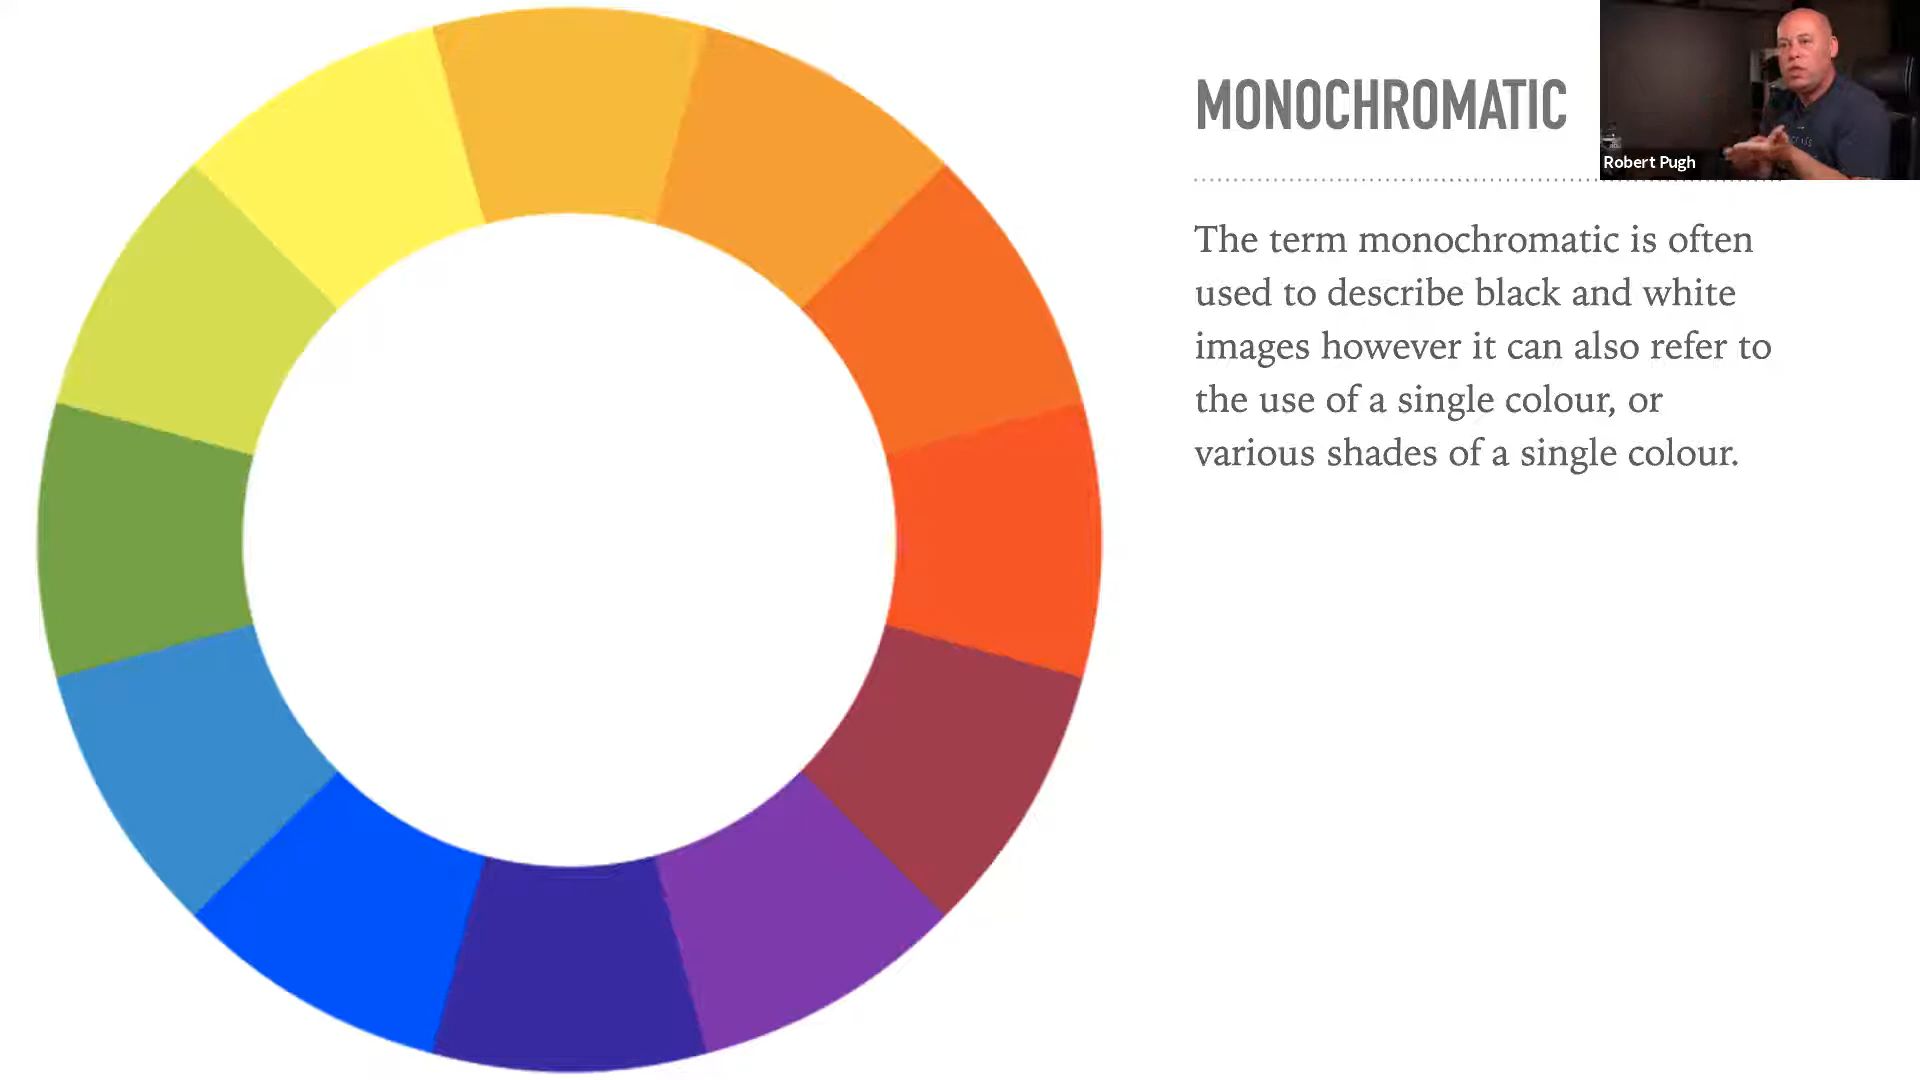 MONOCHROMATIC
Robert Pugh
The term monochromatic is often
used to describe black and white
images however it can also refer to
the use of a single colour, or
various shades of a single colour.